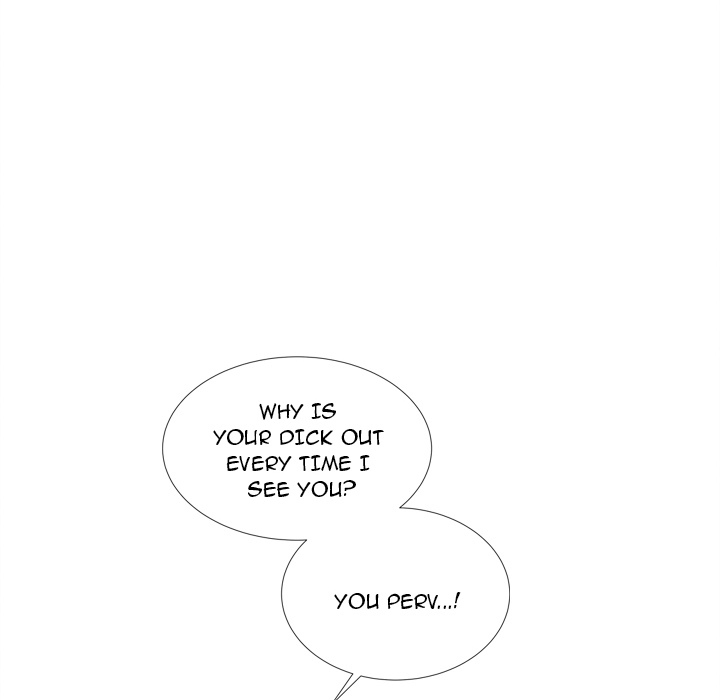 WHY IS
YOUR DICK OUT
EVERY TIME I
SEE YOU?
YOU PERV...!